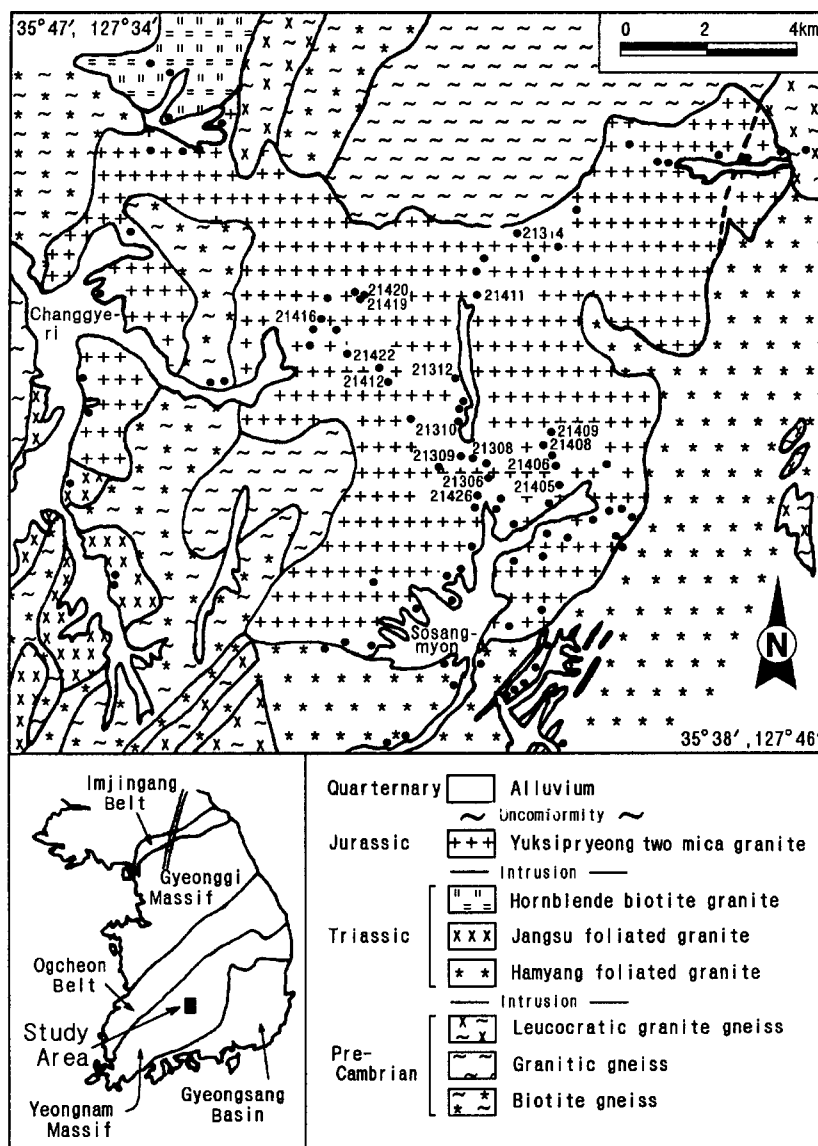 35°47', 127°34'
0 2 4km
21314
21420
21419
21411
Changgye-
ri
21416
21422
21412
21312
21310
21409
21408
21309
21308
21406
21306
21405
21426
Sosang-
myon
N
35°38', 127°46'
Imjingang
Belt
Gyeonggi
Massif
Ogcheon
Belt
Study
Area
Yeongnam
Massif
Gyeongsang
Basin
Quarternary Alluvium
~ Uncomformity ~
Jurassic Yuksipryeong two mica granite
Intrusion
Triassic
Hornblende biotite granite
Jangsu foliated granite
Hamyang foliated granite
Intrusion
Pre-
Cambrian
Leucocratic granite gneiss
Granitic gneiss
Biotite gneiss